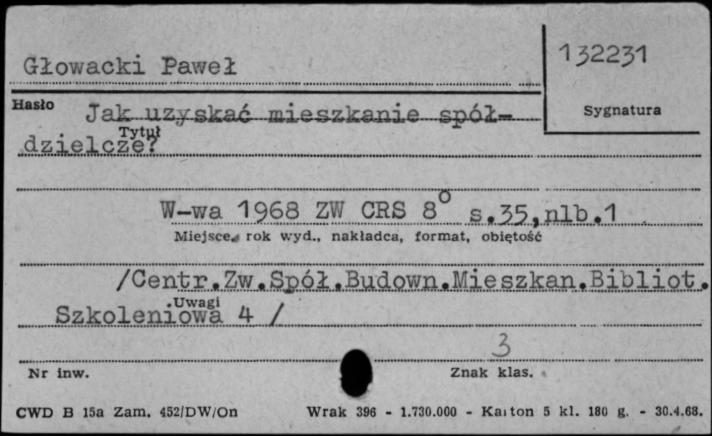 132231
Głowacki Paweł
Hasło
Sygnatura
Jak uzyskać mieszkanie spół-
Tytuł
dzielcze?
W-wa 1968 ZW CRS 8° s.35,nlb.1
Miejsce, rok wyd., nakładca, format, objętość
/Centr.Zw.Spół.Budown.Mieszkan.Bibliot.
Uwagi
Szkoleniowa 4 /
3
Nr inw.
Znak klas.
CWD B 15a Zam. 452/DW/On Wrak 396 - 1.730.000 - Karton 5 kl. 180 g. - 30.4.68.